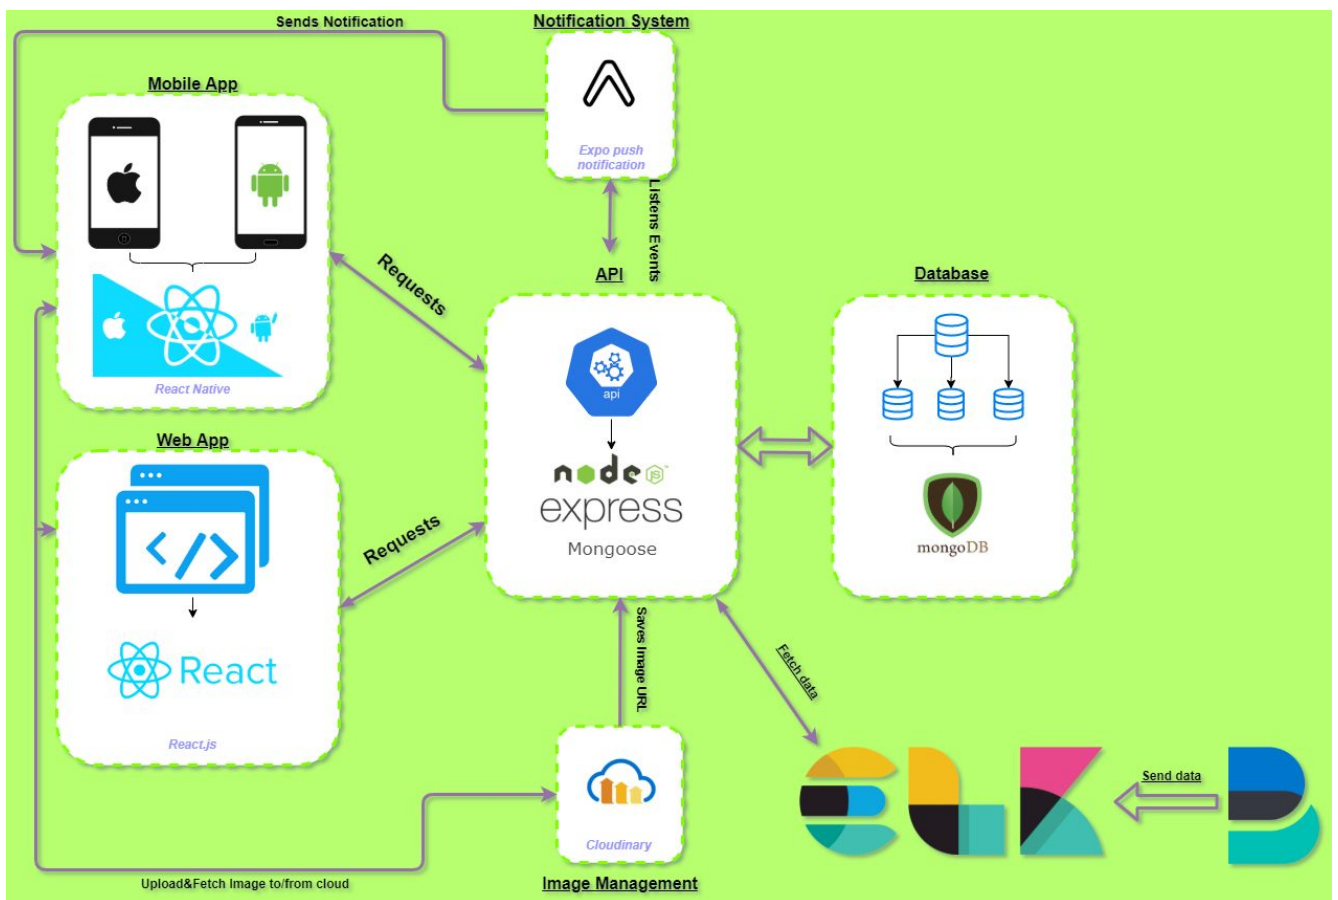 Sends Notification
Notification System
Expo push
notification
Mobile App
React Native
Listens Events
Requests
API
api
node
JS
express
Mongoose
Database
mongoDB
Web App
</>
React
React.js
Requests
Saves Image URL
Fetch data
Cloudinary
Image Management
Upload&Fetch Image to/from cloud
ELK
Send data
B